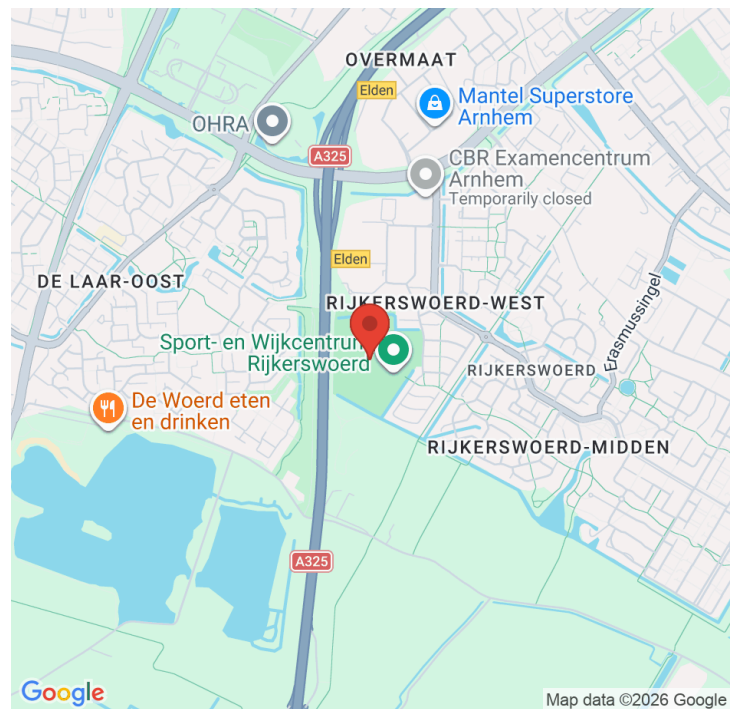 OVERMAAT
Elden
Mantel Superstore
Arnhem
OHRA
A325
CBR Examencentrum
Arnhem
Temporarily closed
Elden
DE LAAR-OOST
RIJKERSWOERD-WEST
Erasmussingel
Sport- en Wijkcentrum
Rijkerswoerd
RIJKERSWOERD
De Woerd eten
en drinken
RIJKERSWOERD-MIDDEN
A325
Google
Map data ©2026 Google